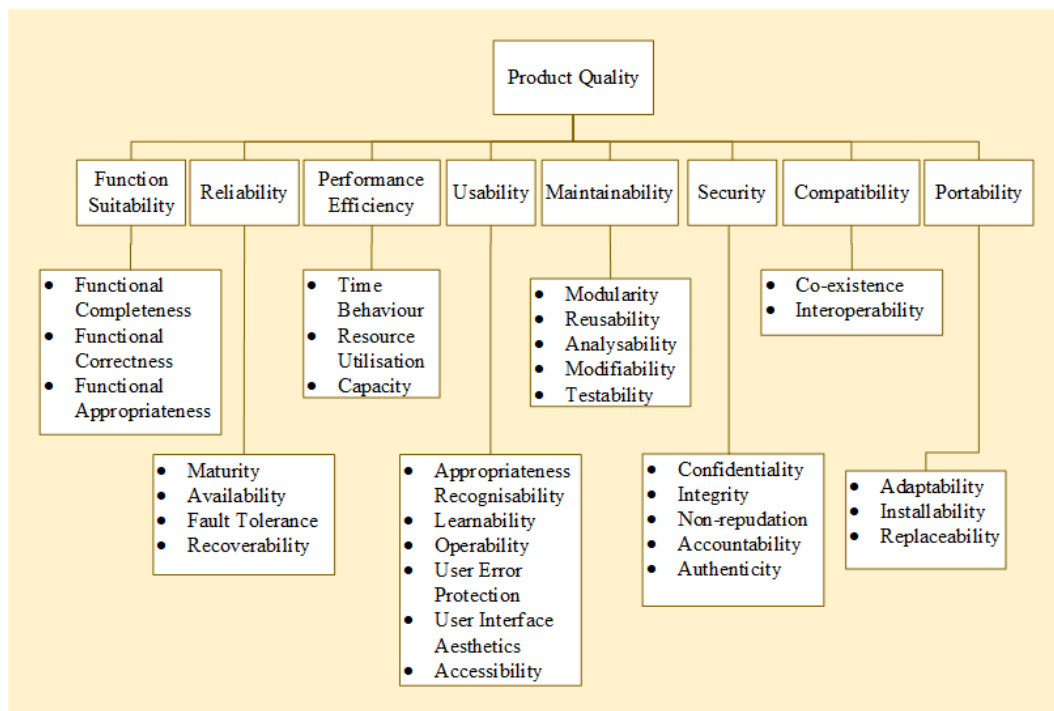 Product Quality
Function
Suitability
Reliability
Performance
Efficiency
Usability
Maintainability
Security
Compatibility
Portability
• Functional
Completeness
• Functional
Correctness
• Functional
Appropriateness
• Time
Behaviour
• Resource
Utilisation
• Capacity
• Modularity
• Reusability
• Analysability
• Modifiability
• Testability
• Co-existence
• Interoperability
• Maturity
• Availability
• Fault Tolerance
• Recoverability
• Appropriateness
Recognisability
• Learnability
• Operability
• User Error
Protection
• User Interface
Aesthetics
• Accessibility
• Confidentiality
• Integrity
• Non-repudation
• Accountability
• Authenticity
• Adaptability
• Installability
• Replaceability